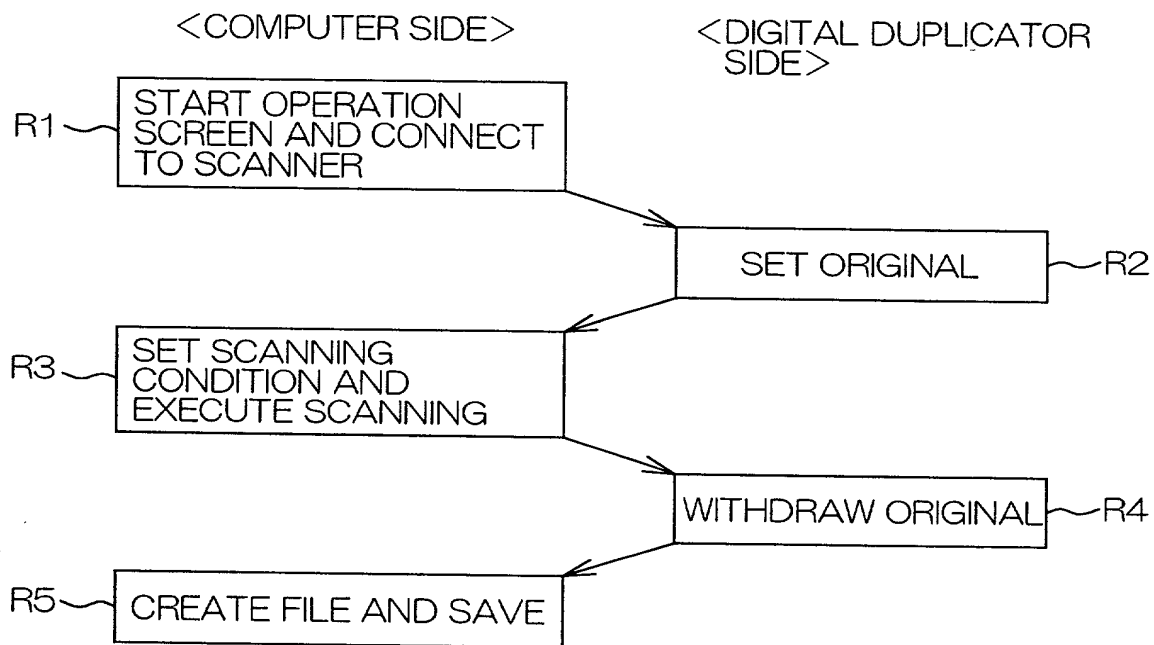 <COMPUTER SIDE>
<DIGITAL DUPLICATOR
SIDE>
R1
START OPERATION
SCREEN AND CONNECT
TO SCANNER
SET ORIGINAL
R2
R3
SET SCANNING
CONDITION AND
EXECUTE SCANNING
WITHDRAW ORIGINAL
R4
R5
CREATE FILE AND SAVE